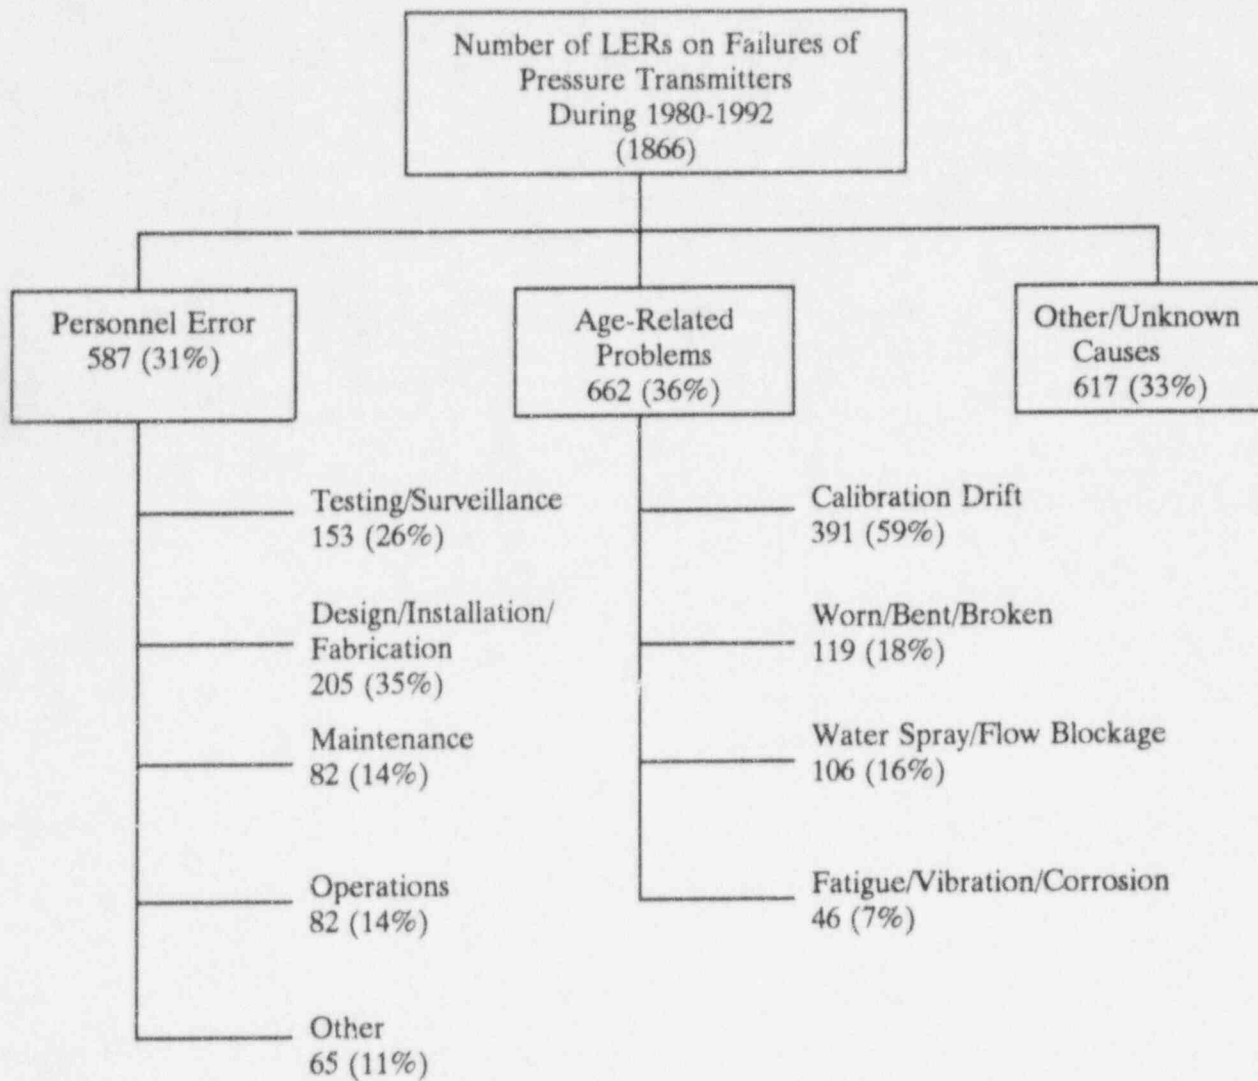 Number of LERs on Failures of
Pressure Transmitters
During 1980-1992
(1866)
Personnel Error
587 (31%)
Age-Related
Problems
662 (36%)
Other/Unknown
Causes
617 (33%)
Testing/Surveillance
153 (26%)
Design/Installation/
Fabrication
205 (35%)
Maintenance
82 (14%)
Operations
82 (14%)
Other
65 (11%)
Calibration Drift
391 (59%)
Worn/Bent/Broken
119 (18%)
Water Spray/Flow Blockage
106 (16%)
Fatigue/Vibration/Corrosion
46 (7%)